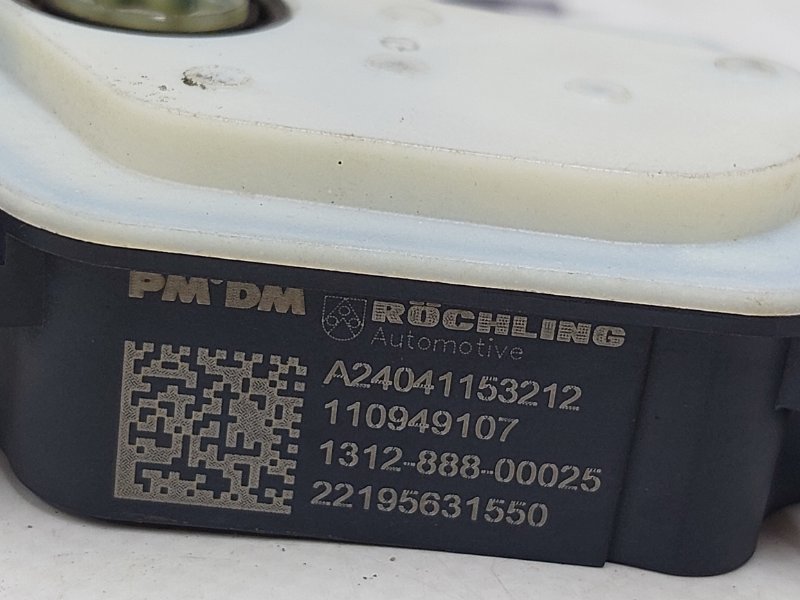 PM°DM
RÖCHLING
Automotive
A24041153212
110949107
1312-888-00025
22195631550